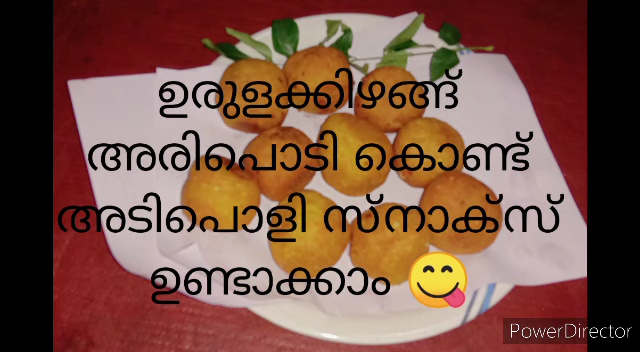 ഉരുളക്കിഴങ്ങ്
അരിപൊടി കൊണ്ട്
അടിപൊളി സ്നാക്സ്
ഉണ്ടാക്കാം 😋
PowerDirector